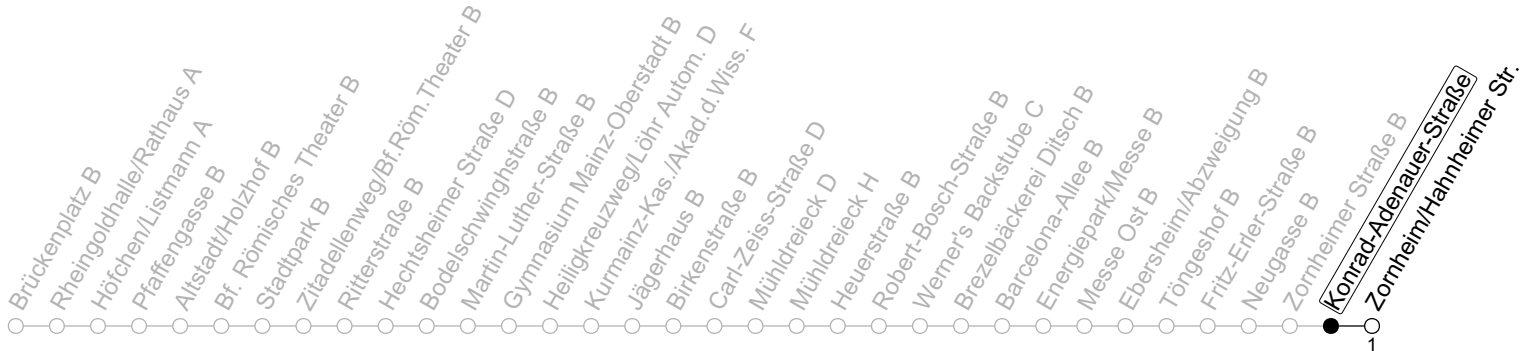 Brückenplatz B
Rheingoldhalle/Rathaus A
Höfchen/Listmann A
Pfaffengasse B
Altstadt/Holzhof B
Bf. Römisches Theater B
Stadtpark B
Zitadellenweg/Bf.Röm.Theater B
Ritterstraße B
Hechtsheimer Straße D
Bodelschwinghstraße B
Martin-Luther-Straße B
Gymnasium Mainz-Oberstadt B
Heiligkreuzweg/Löhr Autom. D
Kurmainz-Kas./Akad.d.Wiss. F
Jägerhaus B
Birkenstraße B
Carl-Zeiss-Straße D
Mühldreieck D
Mühldreieck H
Heuerstraße B
Robert-Bosch-Straße B
Werner's Backstube C
Brezelbäckerei Ditsch B
Barcelona-Allee B
Energiepark/Messe B
Messe Ost B
Ebersheim/Abzweigung B
Töngeshof B
Fritz-Erler-Straße B
Neugasse B
Zornheimer Straße B
Konrad-Adenauer-Straße
Zornheim/Hahnheimer Str.
1